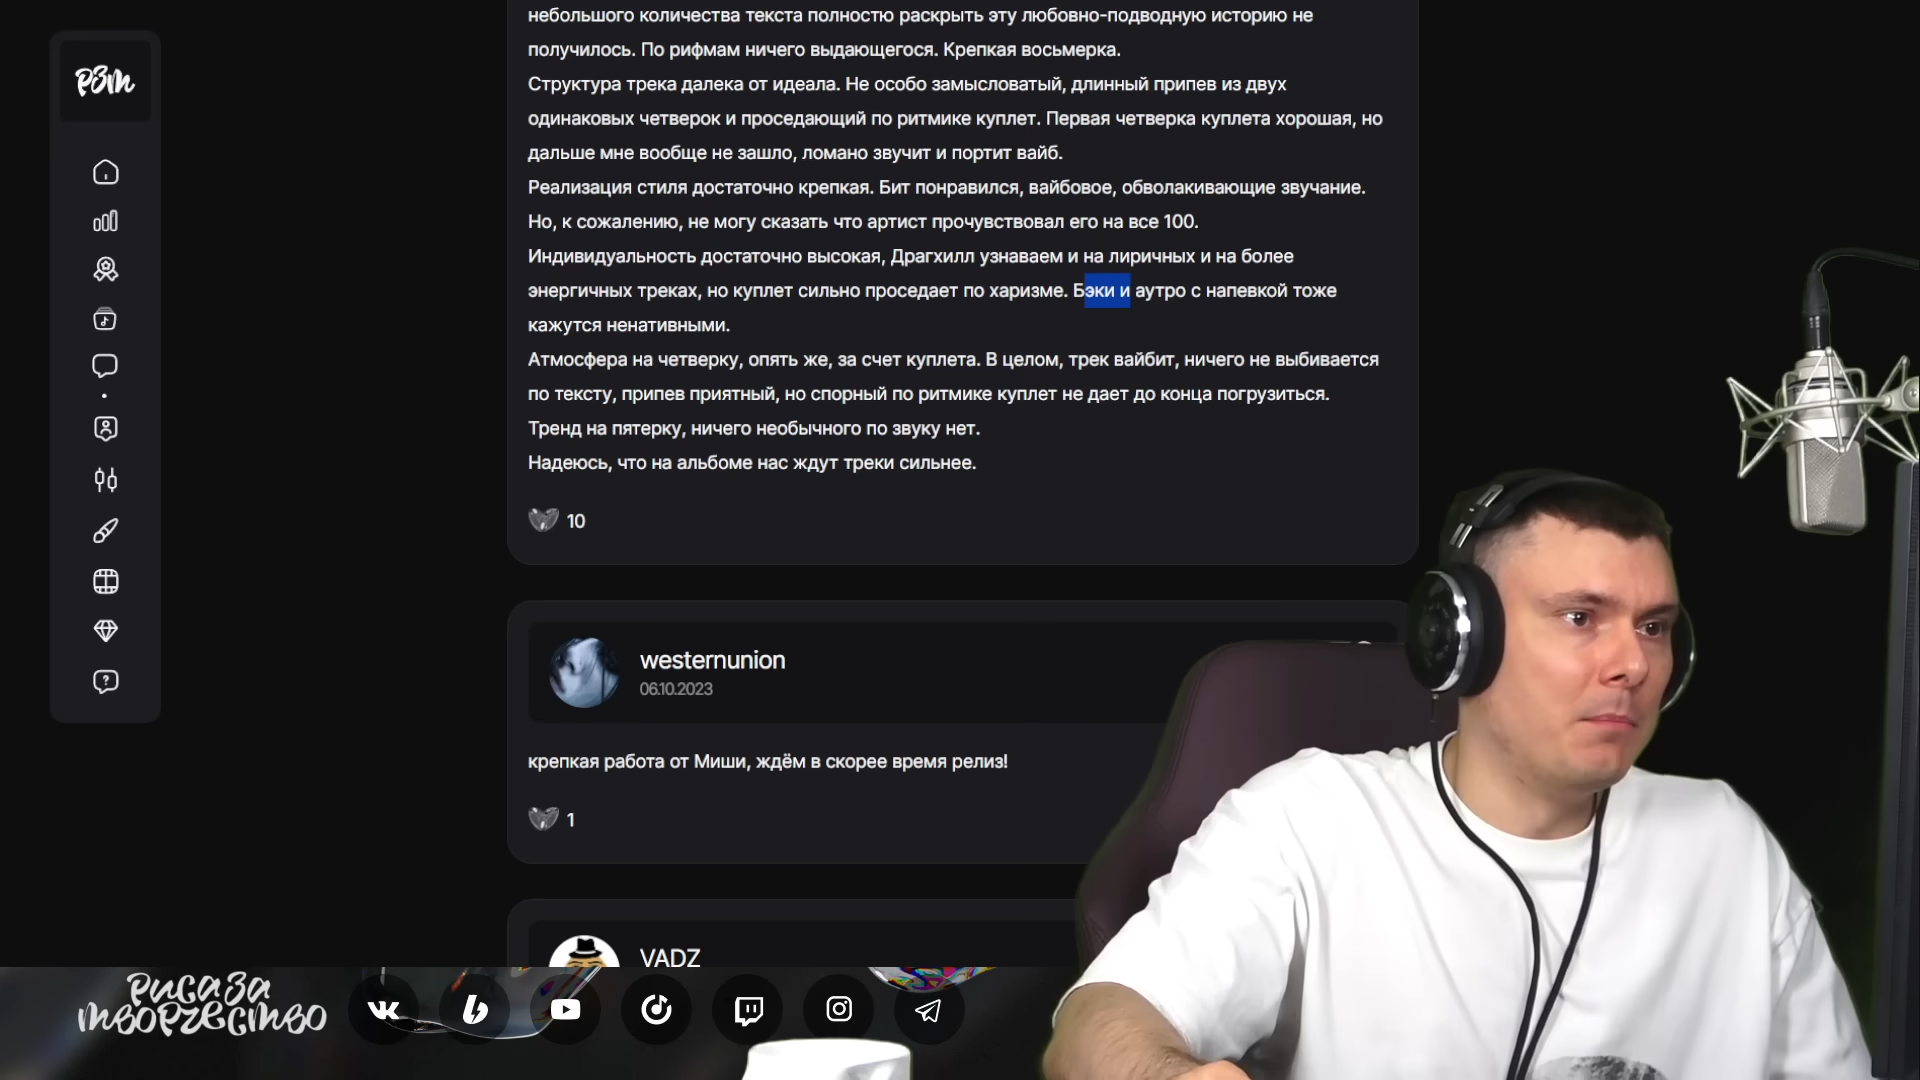 небольшого количества текста полностю раскрыть эту любовно-подводную историю не
получилось. По рифмам ничего выдающегося. Крепкая восьмерка.
Структура трека далека от идеала. Не особо замысловатый, длинный припев из двух
одинаковых четверок и проседающий по ритмике куплет. Первая четверка куплета хорошая, но
дальше мне вообще не зашло, ломано звучит и портит вайб.
Реализация стиля достаточно крепкая. Бит понравился, вайбовое, обволакивающие звучание.
Но, к сожалению, не могу сказать что артист прочувствовал его на все 100.
Индивидуальность достаточно высокая, Драгхилл узнаваем и на лиричных и на более
энергичных треках, но куплет сильно проседает по харизме. Бэки и аутро с напевкой тоже
кажутся ненативными.
Атмосфера на четверку, опять же, за счет куплета. В целом, трек вайбит, ничего не выбивается
по тексту, припев приятный, но спорный по ритмике куплет не дает до конца погрузиться.
Тренд на пятерку, ничего необычного по звуку нет.
Надеюсь, что на альбоме нас ждут треки сильнее.
10
westernunion
06.10.2023
крепкая работа от Миши, ждём в скорее время релиз!
1
VADZ
РЗТ
риса за
творчество